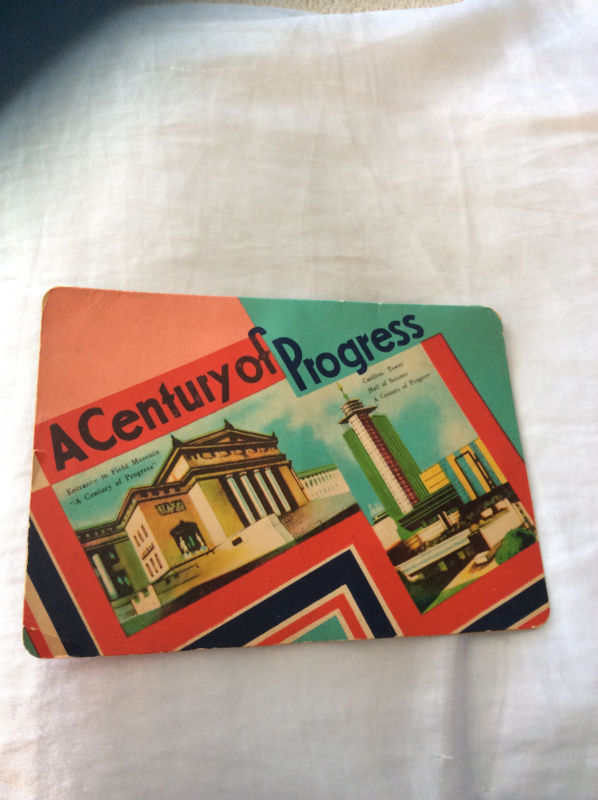 A Century of Progress
Entrance to Field Museum
"A Century of Progress"
Carillon Tower
Hall of Science
A Century of Progress